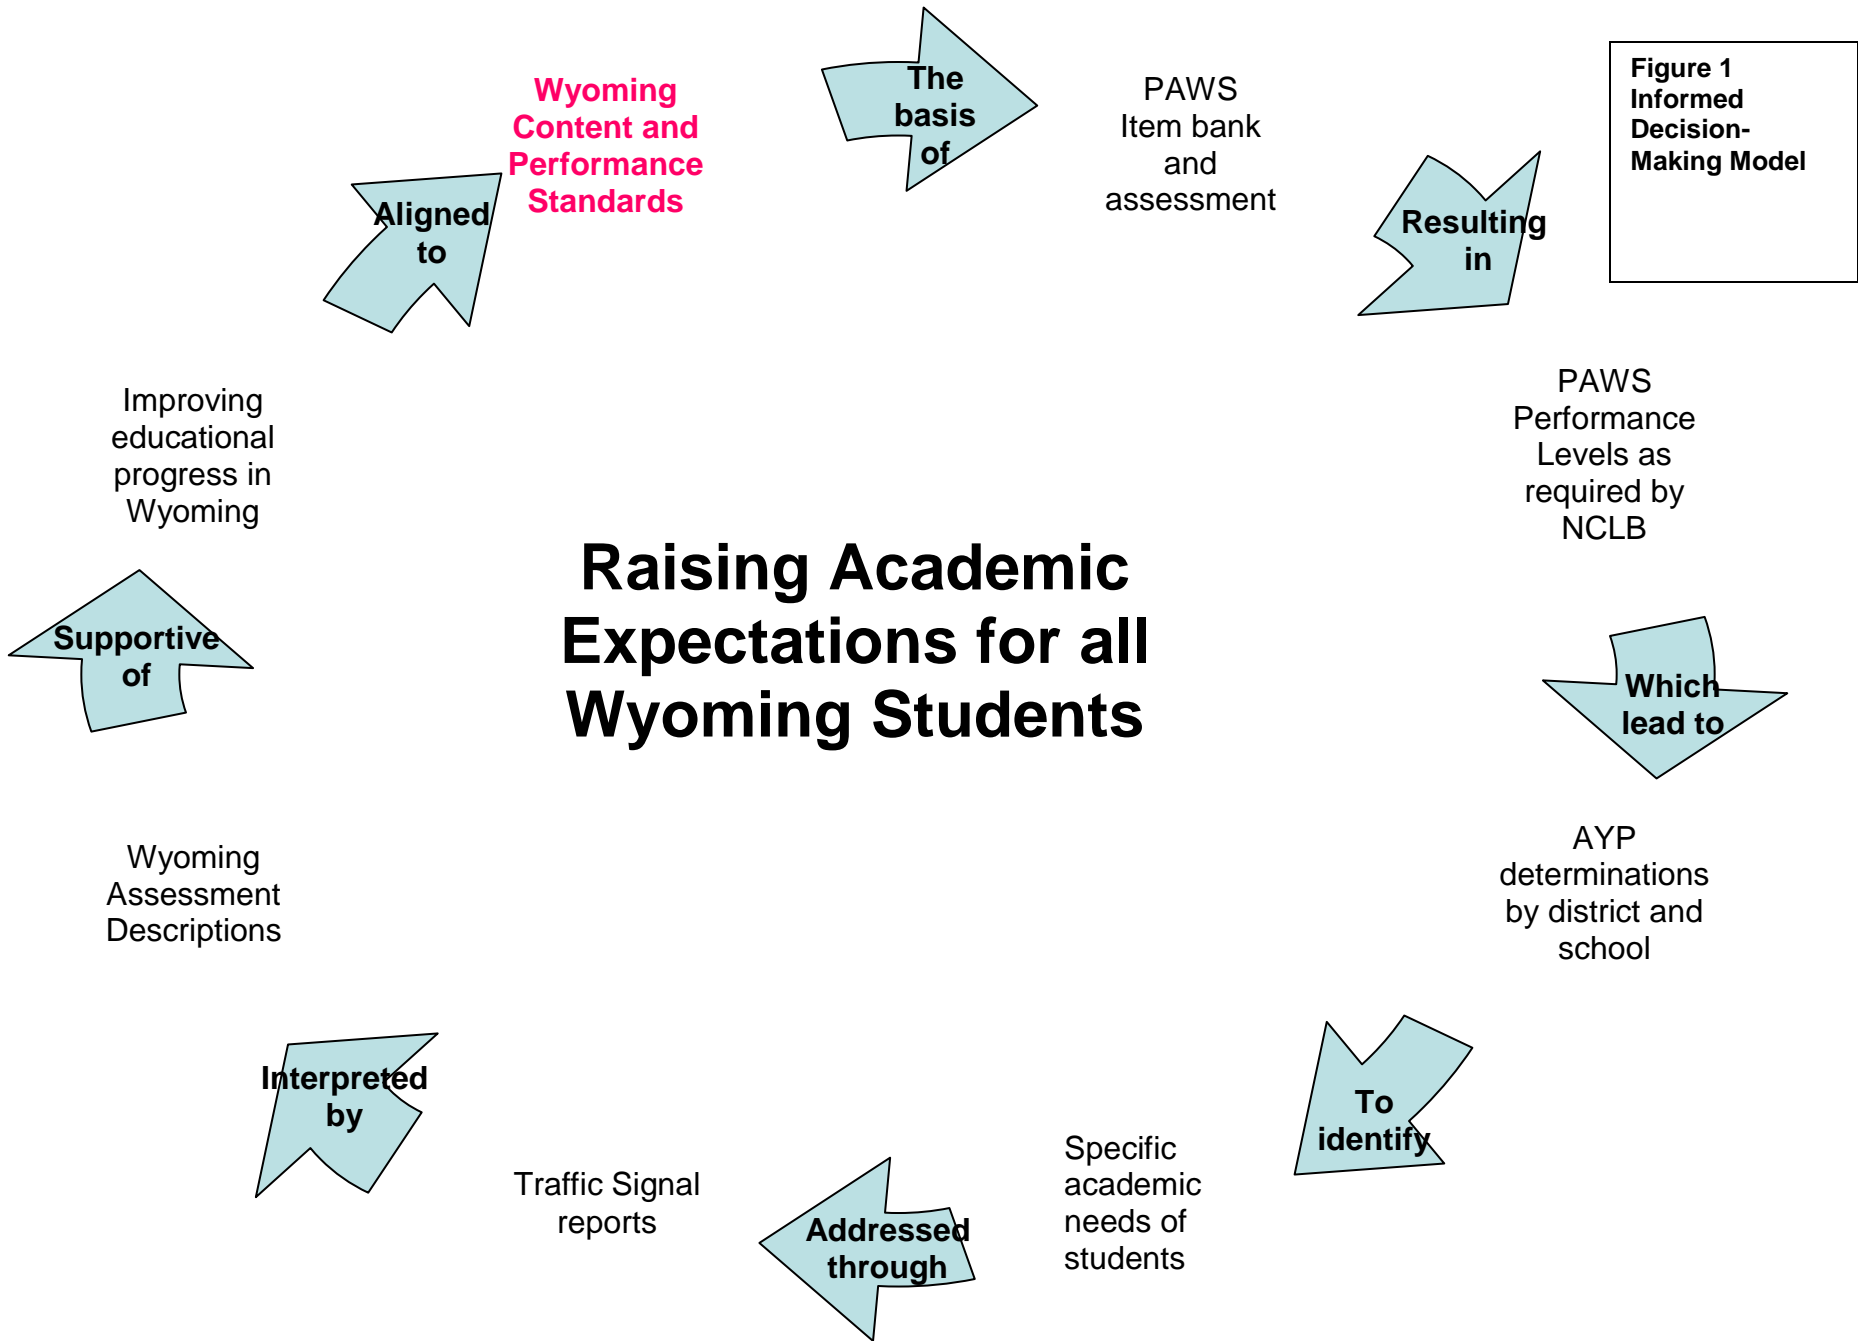 Wyoming
Content and
Performance
Standards
The
basis
of
PAWS
Item bank
and
assessment
Figure 1
Informed
Decision-
Making Model
Resulting
in
PAWS
Performance
Levels as
required by
NCLB
Which
lead to
AYP
determinations
by district and
school
To
identify
Specific
academic
needs of
students
Addressed
through
Traffic Signal
reports
Interpreted
by
Wyoming
Assessment
Descriptions
Supportive
of
Improving
educational
progress in
Wyoming
Aligned
to
Raising Academic
Expectations for all
Wyoming Students